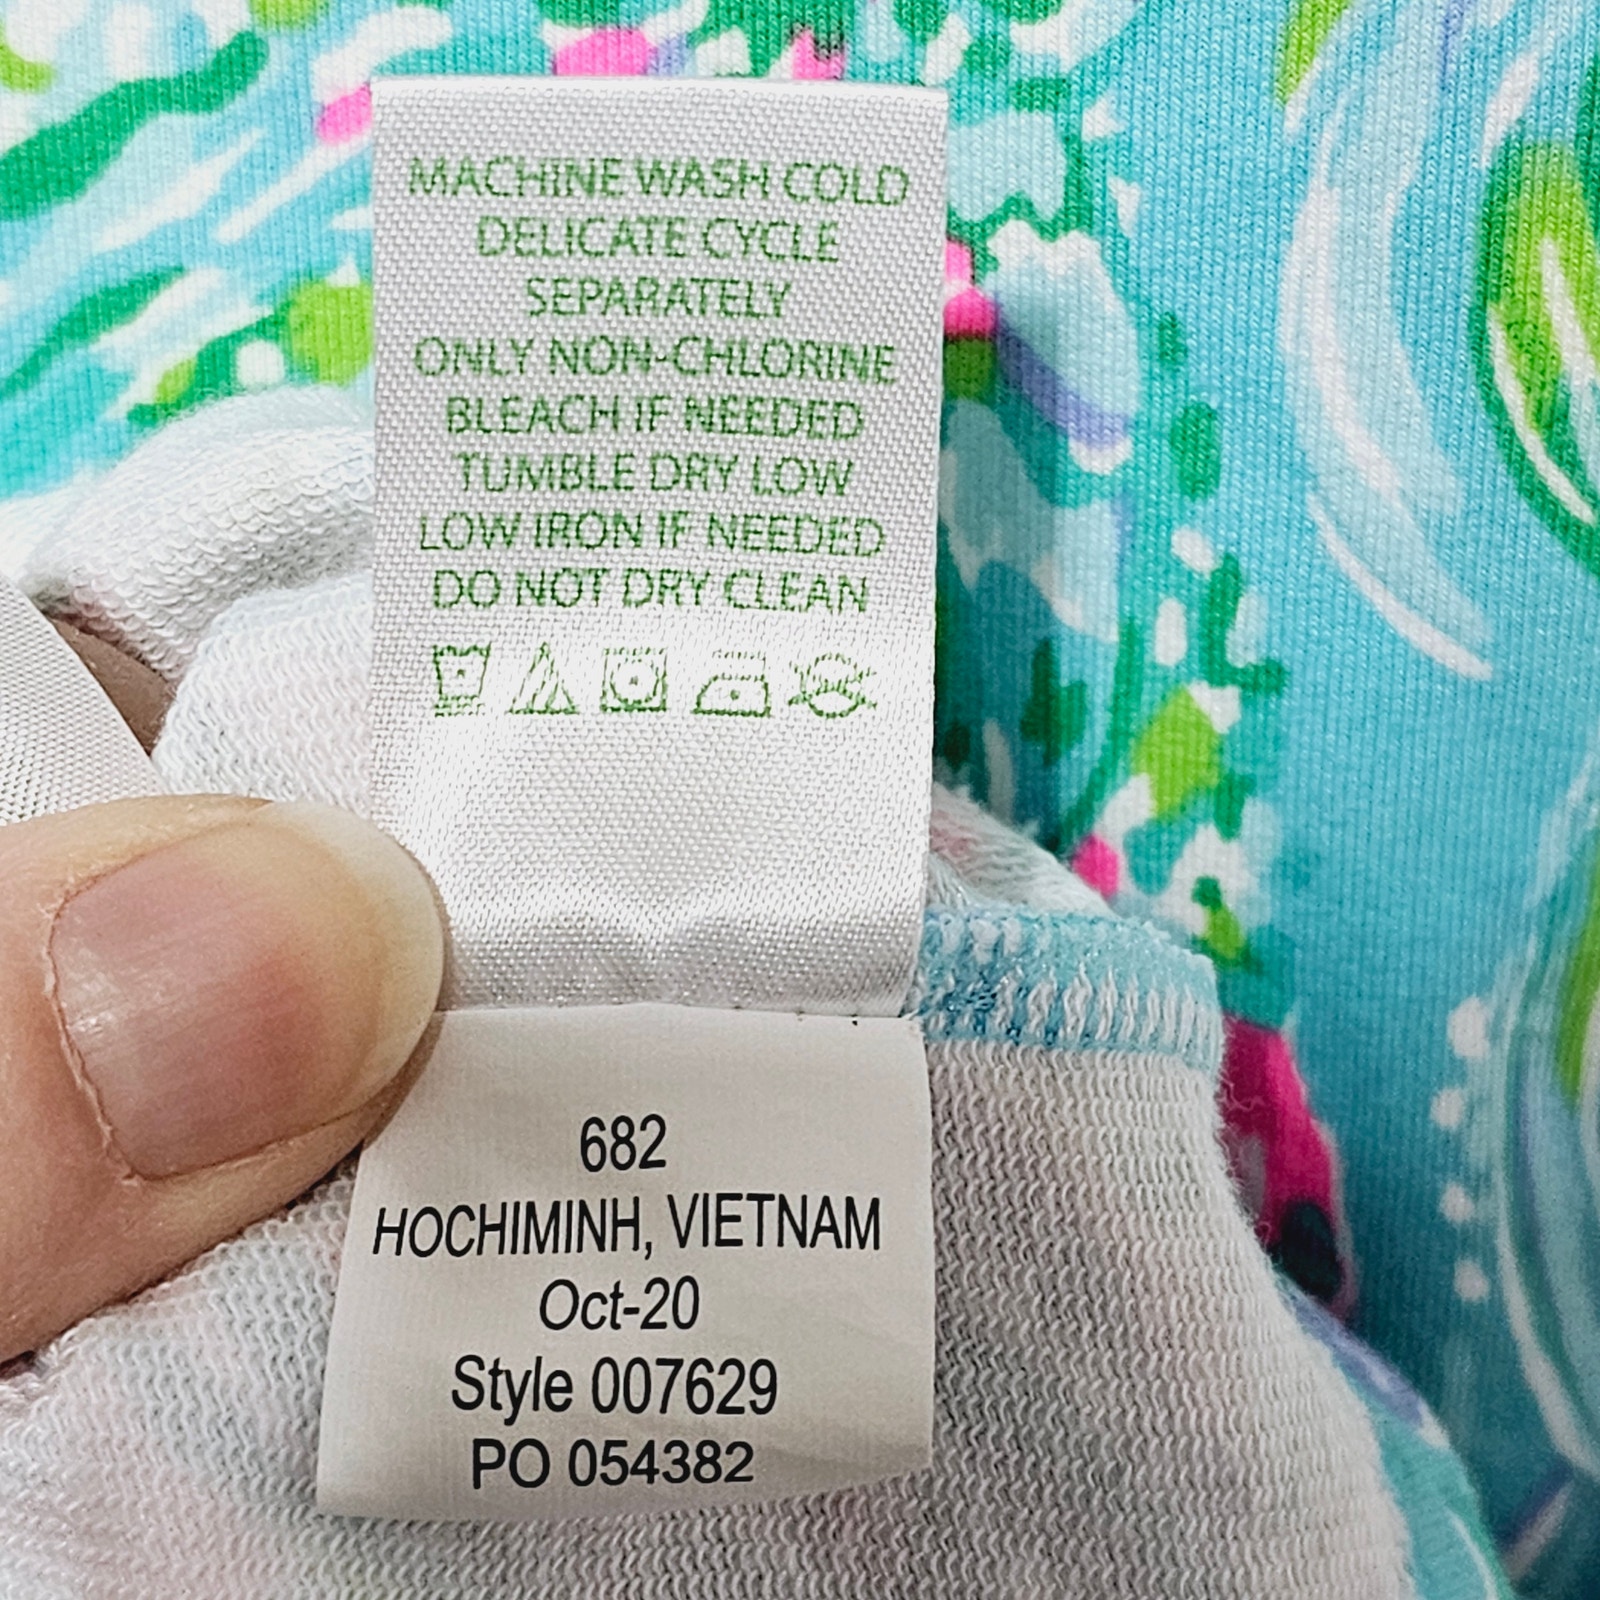 MACHINE WASH COLD
DELICATE CYCLE
SEPARATELY
ONLY NON-CHLORINE
BLEACH IF NEEDED
TUMBLE DRY LOW
LOW IRON IF NEEDED
DO NOT DRY CLEAN
682
HOCHIMINH, VIETNAM
Oct-20
Style 007629
PO 054382